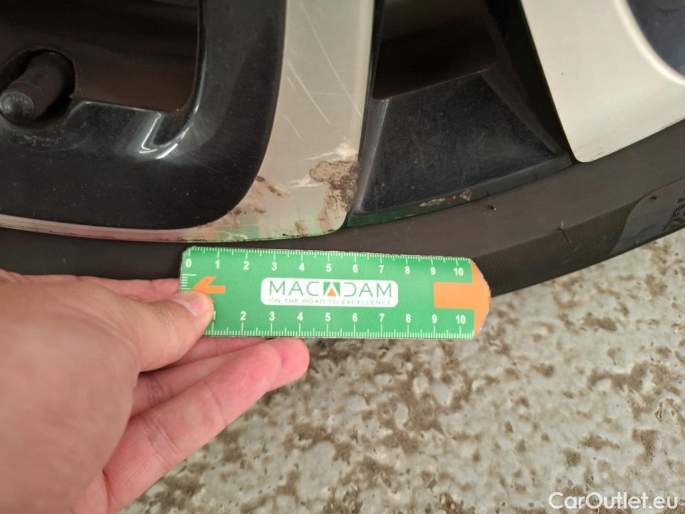 0 1 2 3 4 5 6 7 8 9 10
MACADAM
ON THE ROAD TO EXCELLENCE
1 2 3 4 5 6 7 8 9 10
CarOutlet.eu